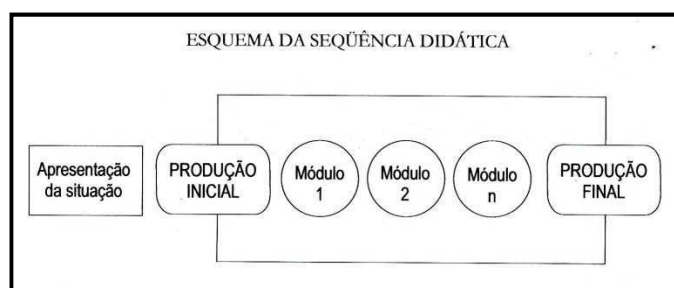 ESQUEMA DA SEQÜÊNCIA DIDÁTICA
Apresentação
da situação
PRODUÇÃO
INICIAL
Módulo
1
Módulo
2
Módulo
n
PRODUÇÃO
FINAL